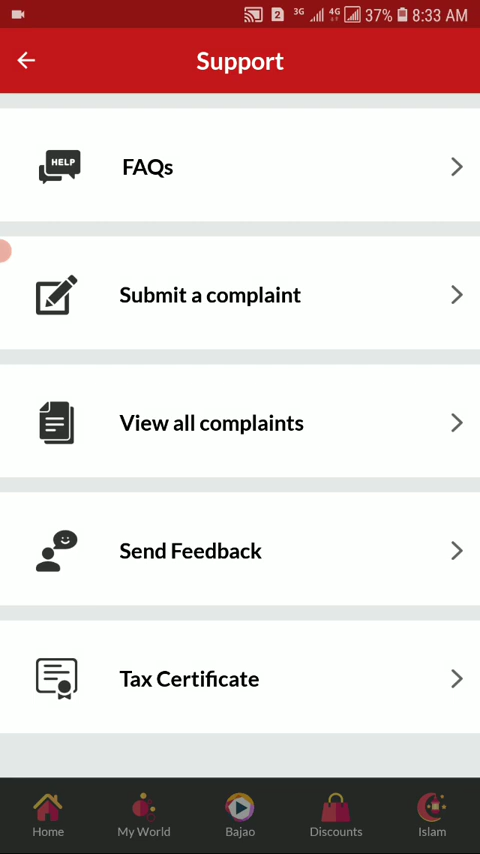 2 3G 4G 37% 8:33 AM
Support
HELP
FAQs
Submit a complaint
View all complaints
Send Feedback
Tax Certificate
Home My World Bajao Discounts Islam